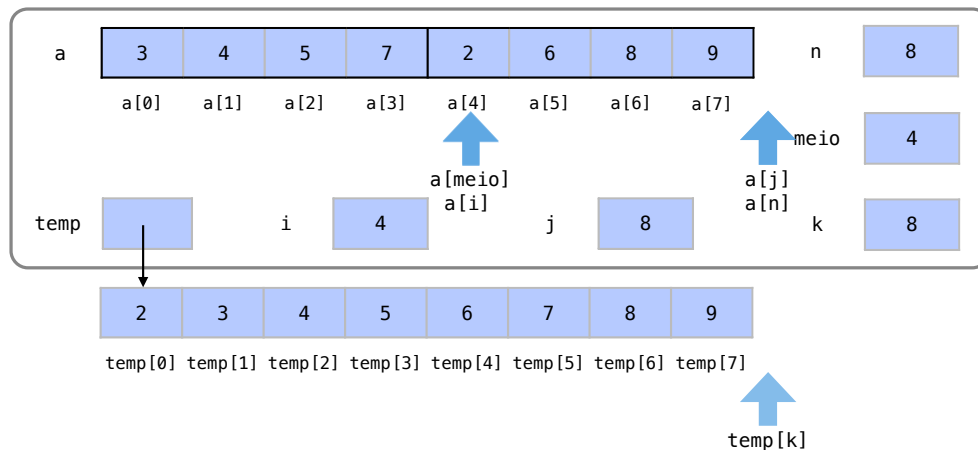 a 3 4 5 7 2 6 8 9 n 8
a[0] a[1] a[2] a[3] a[4] a[5] a[6] a[7]
meio 4
a[meio] a[j]
a[i] a[n]
temp i 4 j 8 k 8
2 3 4 5 6 7 8 9
temp[0] temp[1] temp[2] temp[3] temp[4] temp[5] temp[6] temp[7]
temp[k]